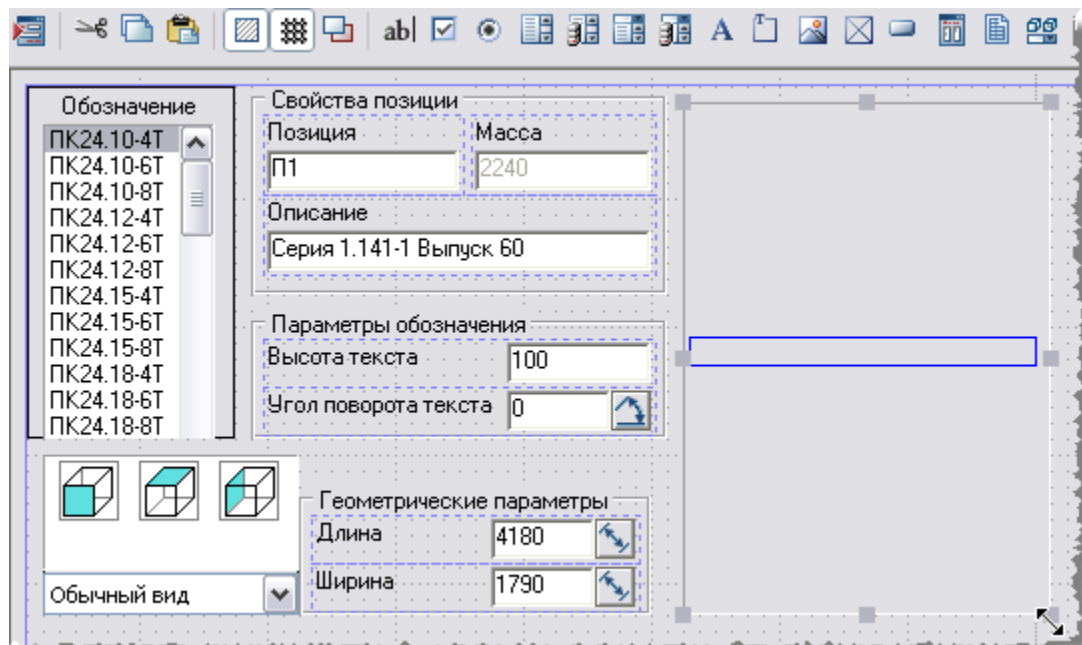 ab
A
Обозначение
ПК24.10-4Т
ПК24.10-6Т
ПК24.10-8Т
ПК24.12-4Т
ПК24.12-6Т
ПК24.12-8Т
ПК24.15-4Т
ПК24.15-6Т
ПК24.15-8Т
ПК24.18-4Т
ПК24.18-6Т
ПК24.18-8Т
Свойства позиции
Позиция
Масса
П1
2240
Описание
Серия 1.141-1 Выпуск 60
Параметры обозначения
Высота текста
100
Угол поворота текста
0
Обычный вид
Геометрические параметры
Длина
4180
Ширина
1790